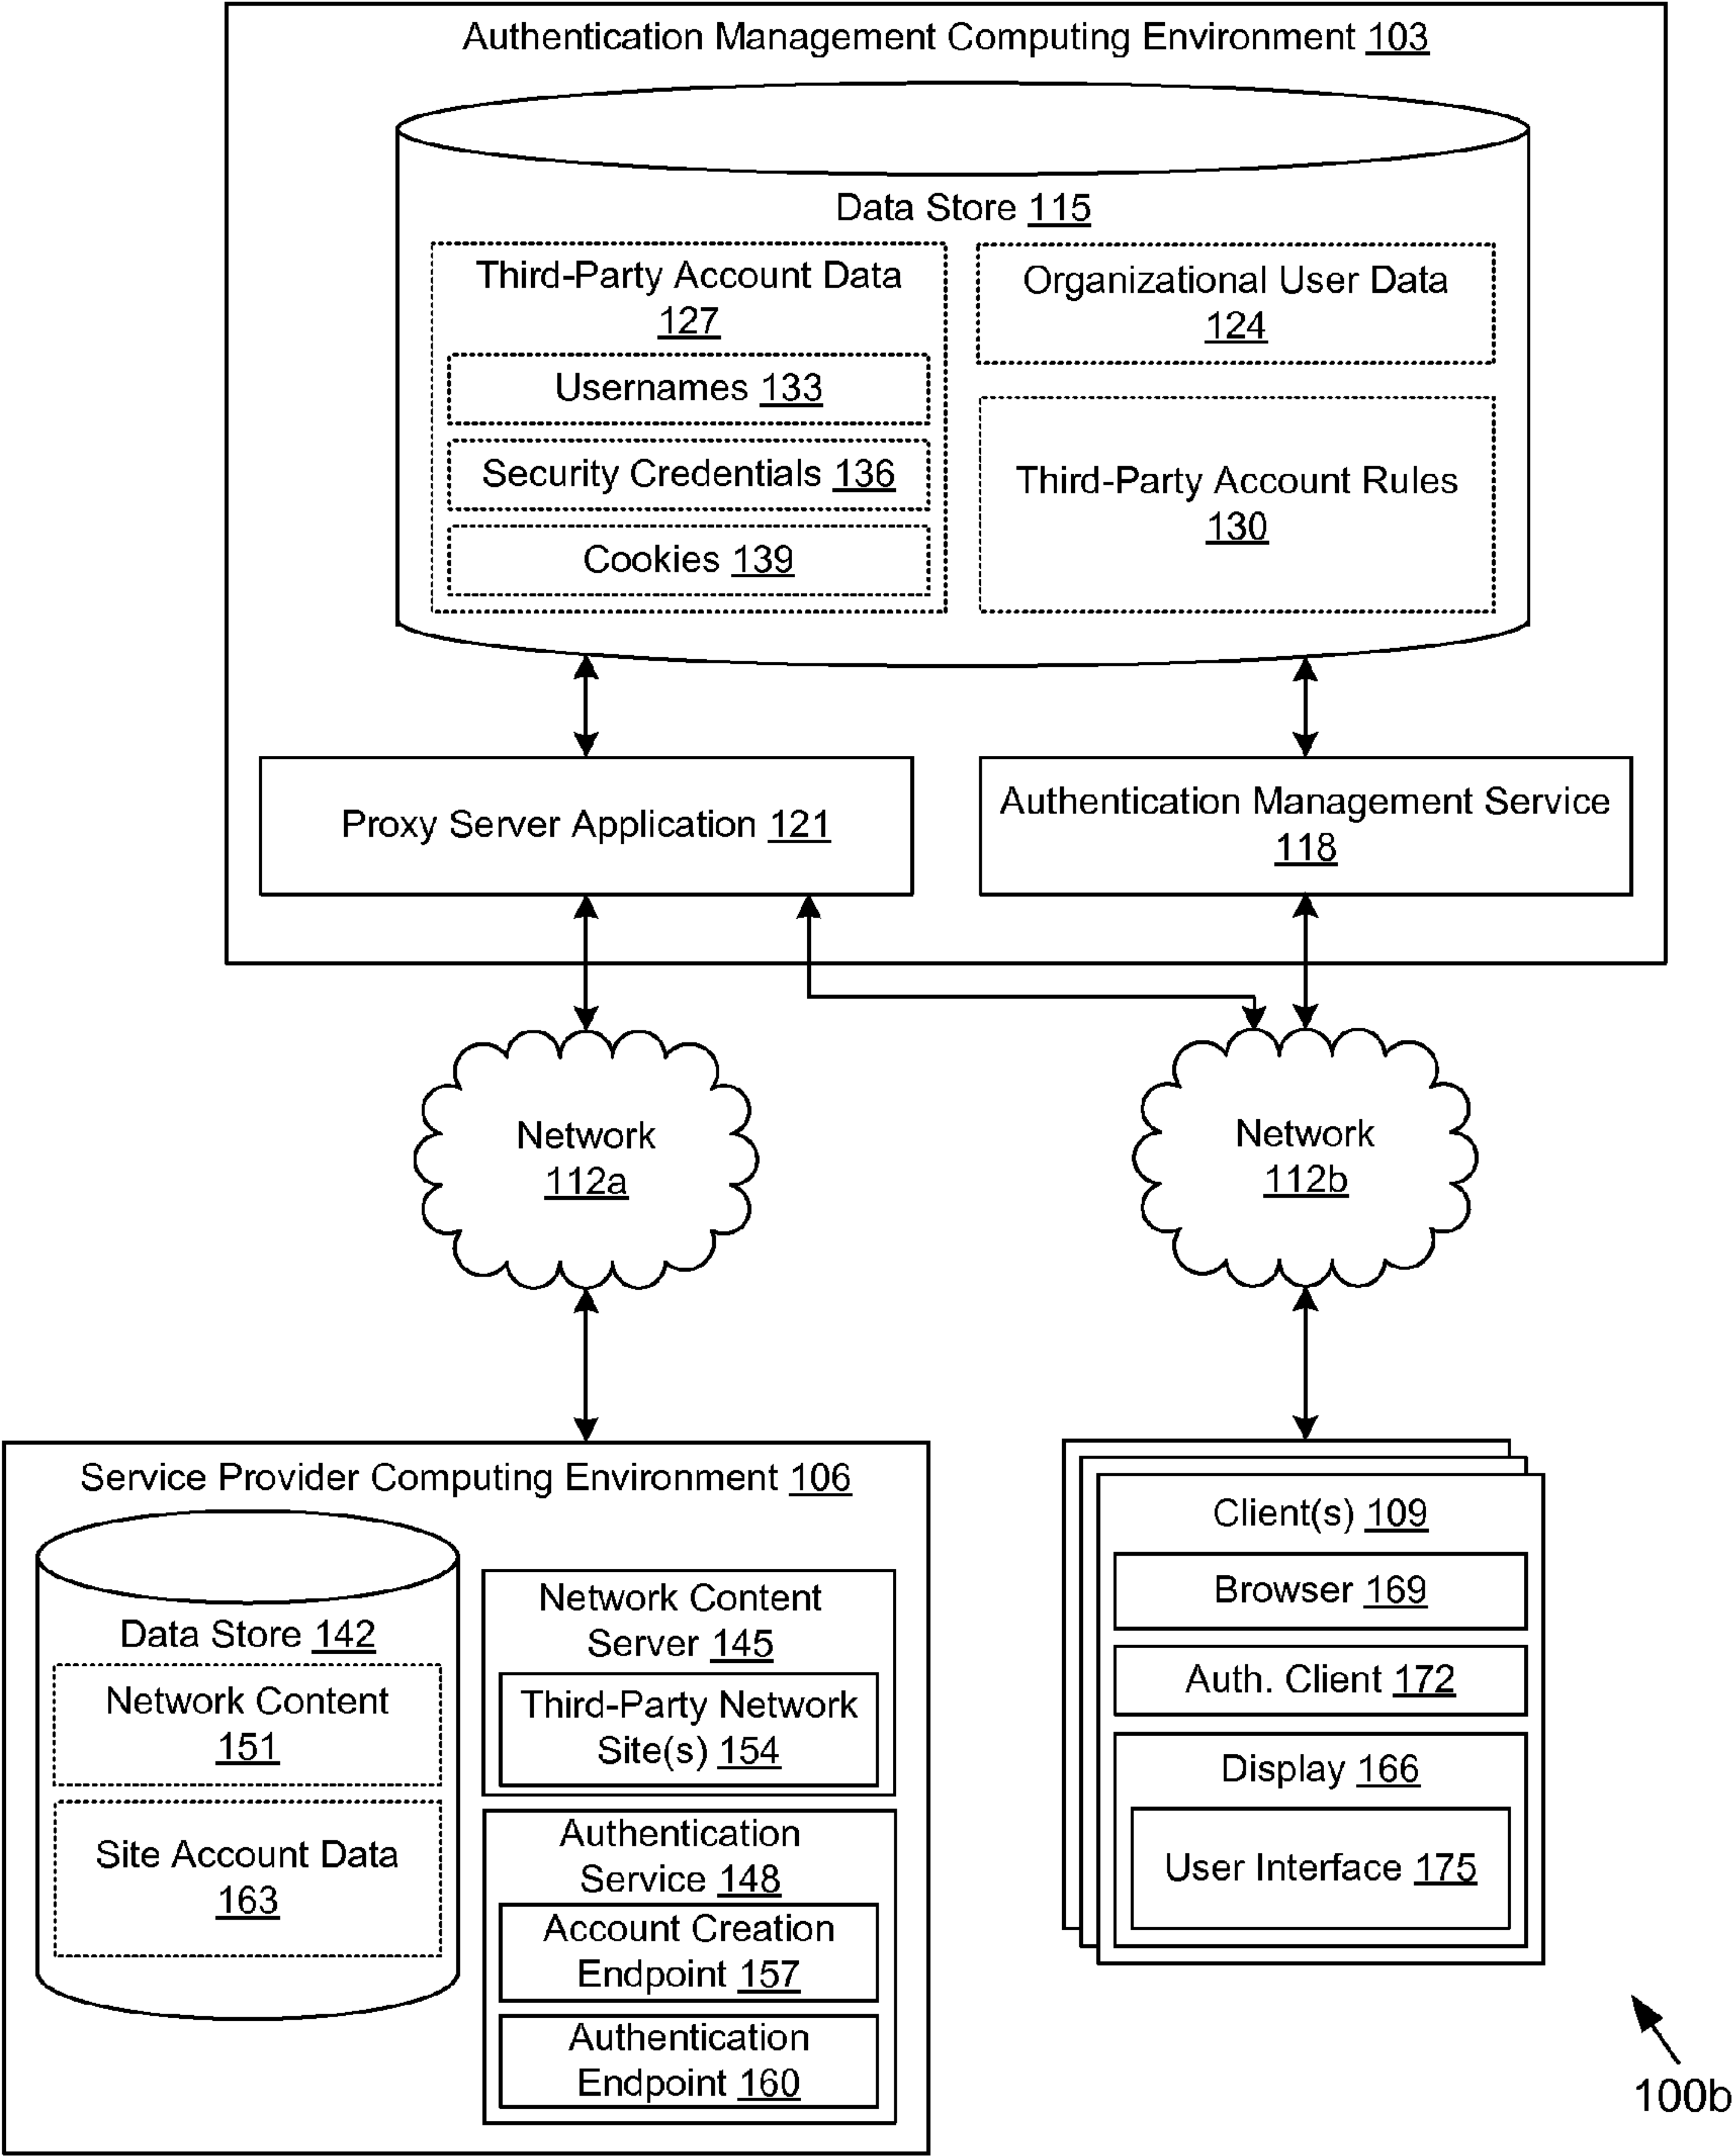 Authentication Management Computing Environment 103
Data Store 115
Third-Party Account Data
127
Usernames 133
Security Credentials 136
Cookies 139
Organizational User Data
124
Third-Party Account Rules
130
Proxy Server Application 121
Authentication Management Service
118
Network
112a
Network
112b
Service Provider Computing Environment 106
Data Store 142
Network Content
151
Site Account Data
163
Network Content
Server 145
Third-Party Network
Site(s) 154
Authentication
Service 148
Account Creation
Endpoint 157
Authentication
Endpoint 160
Client(s) 109
Browser 169
Auth. Client 172
Display 166
User Interface 175
100b